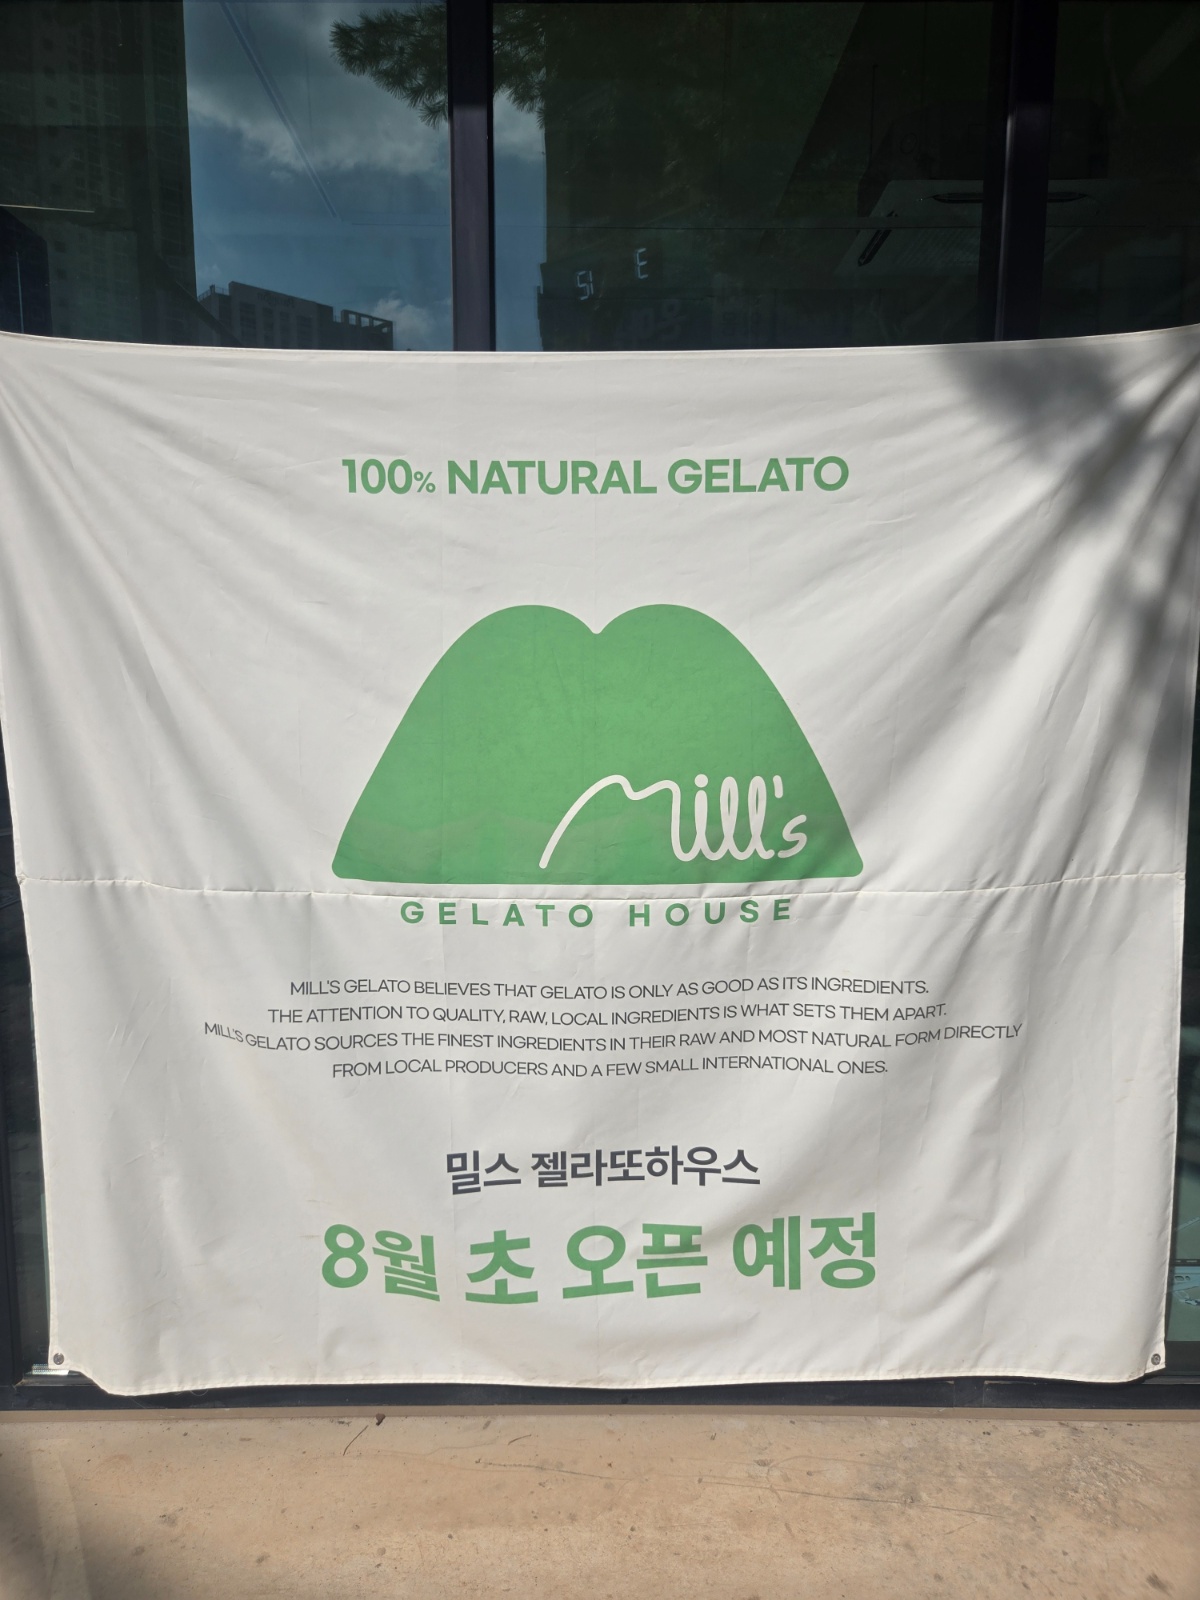 100% NATURAL GELATO
Mill's
GELATO HOUSE
MILL'S GELATO BELIEVES THAT GELATO IS ONLY AS GOOD AS ITS INGREDIENTS.
THE ATTENTION TO QUALITY, RAW, LOCAL INGREDIENTS IS WHAT SETS THEM APART.
MILL'S GELATO SOURCES THE FINEST INGREDIENTS IN THEIR RAW AND MOST NATURAL FORM DIRECTLY
FROM LOCAL PRODUCERS AND A FEW SMALL INTERNATIONAL ONES.
밀스 젤라또하우스
8월 초 오픈 예정